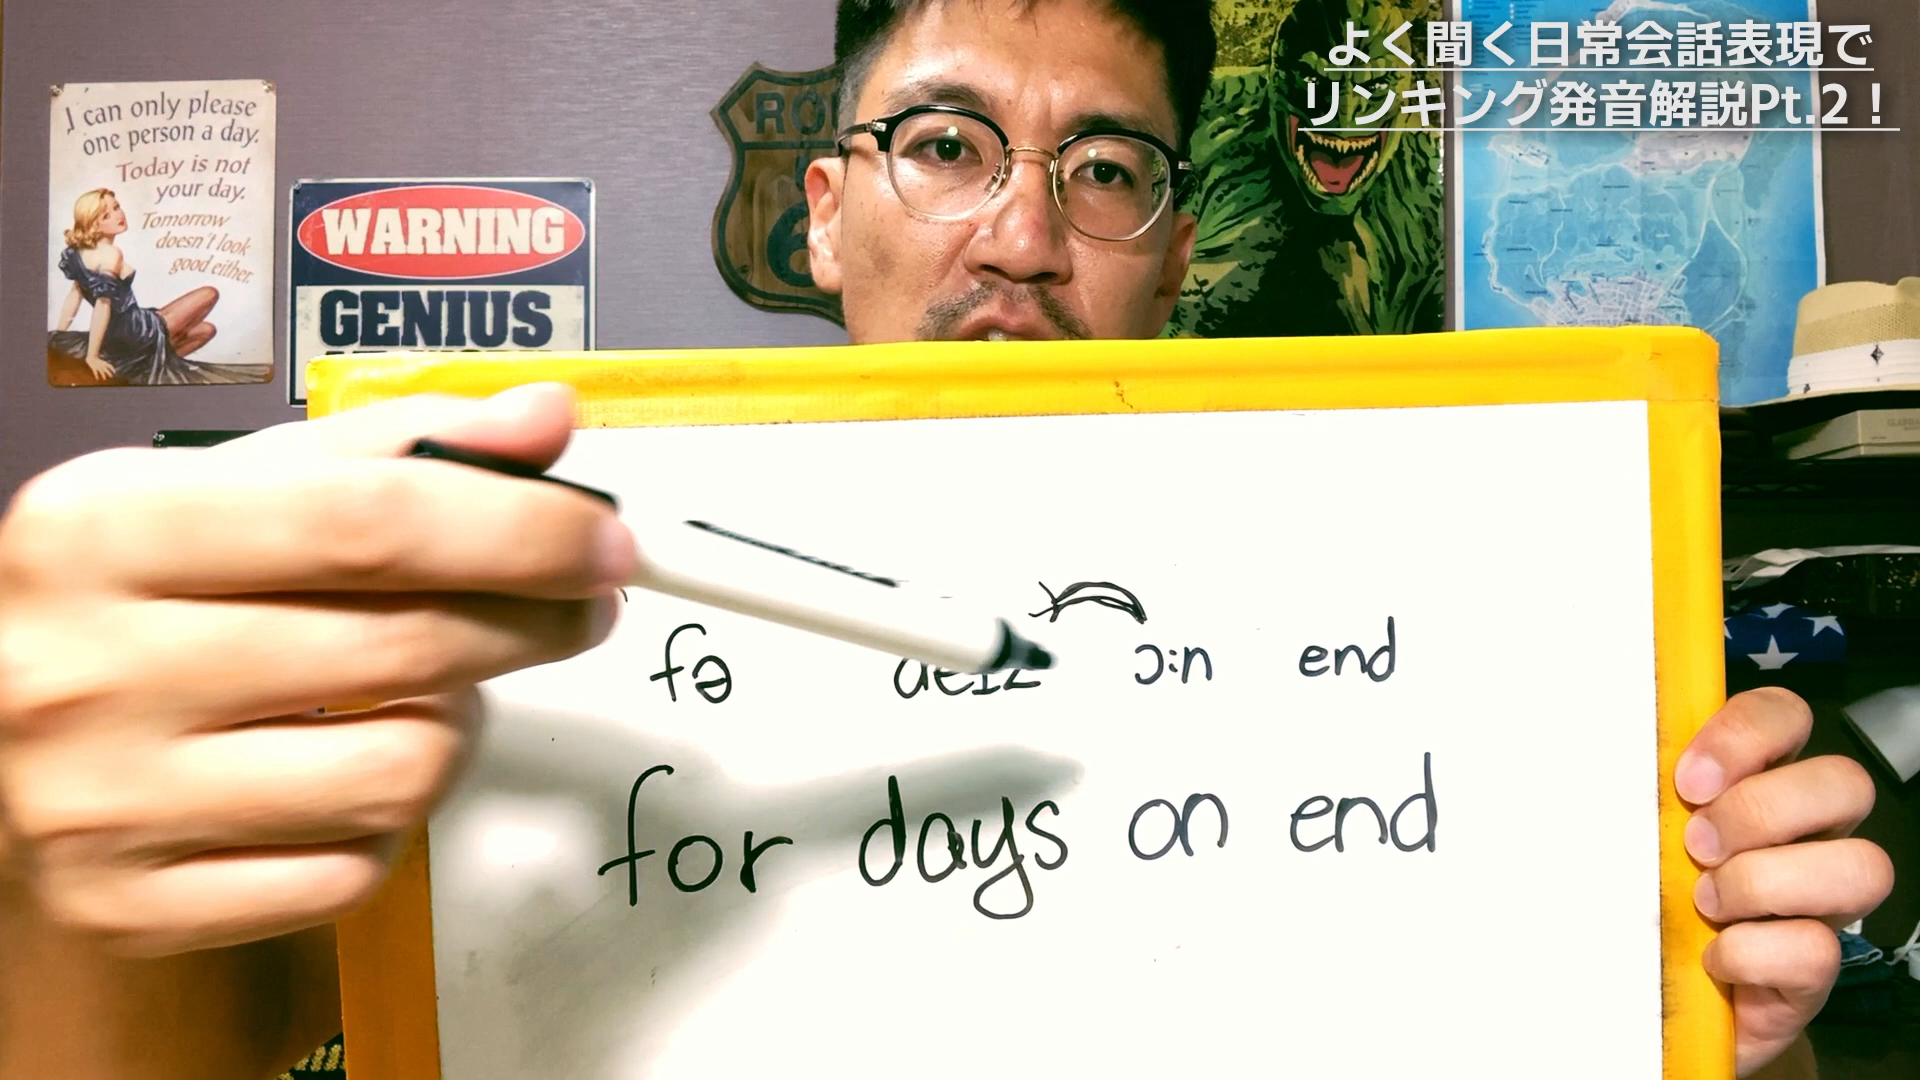 よく聞く日常会話表現で
リンキング発音解説Pt.2！
I can only please
one person a day.
Today is not
your day.
Tomorrow
doesn't look
good either.
WARNING
GENIUS
fə deɪz ɔ:n end
for days on end